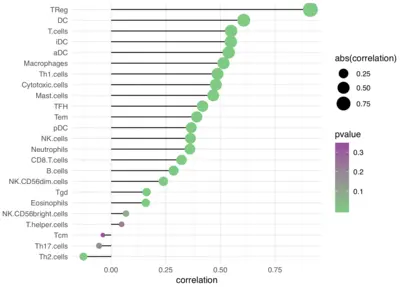 TReg
DC
T.cells
iDC
aDC
Macrophages
Th1.cells
Cytotoxic.cells
Mast.cells
TFH
Tem
pDC
NK.cells
Neutrophils
CD8.T.cells
B.cells
NK.CD56dim.cells
Tgd
Eosinophils
NK.CD56bright.cells
T.helper.cells
Tcm
Th17.cells
Th2.cells
0.00
0.25
0.50
0.75
correlation
abs(correlation)
0.25
0.50
0.75
pvalue
0.3
0.2
0.1